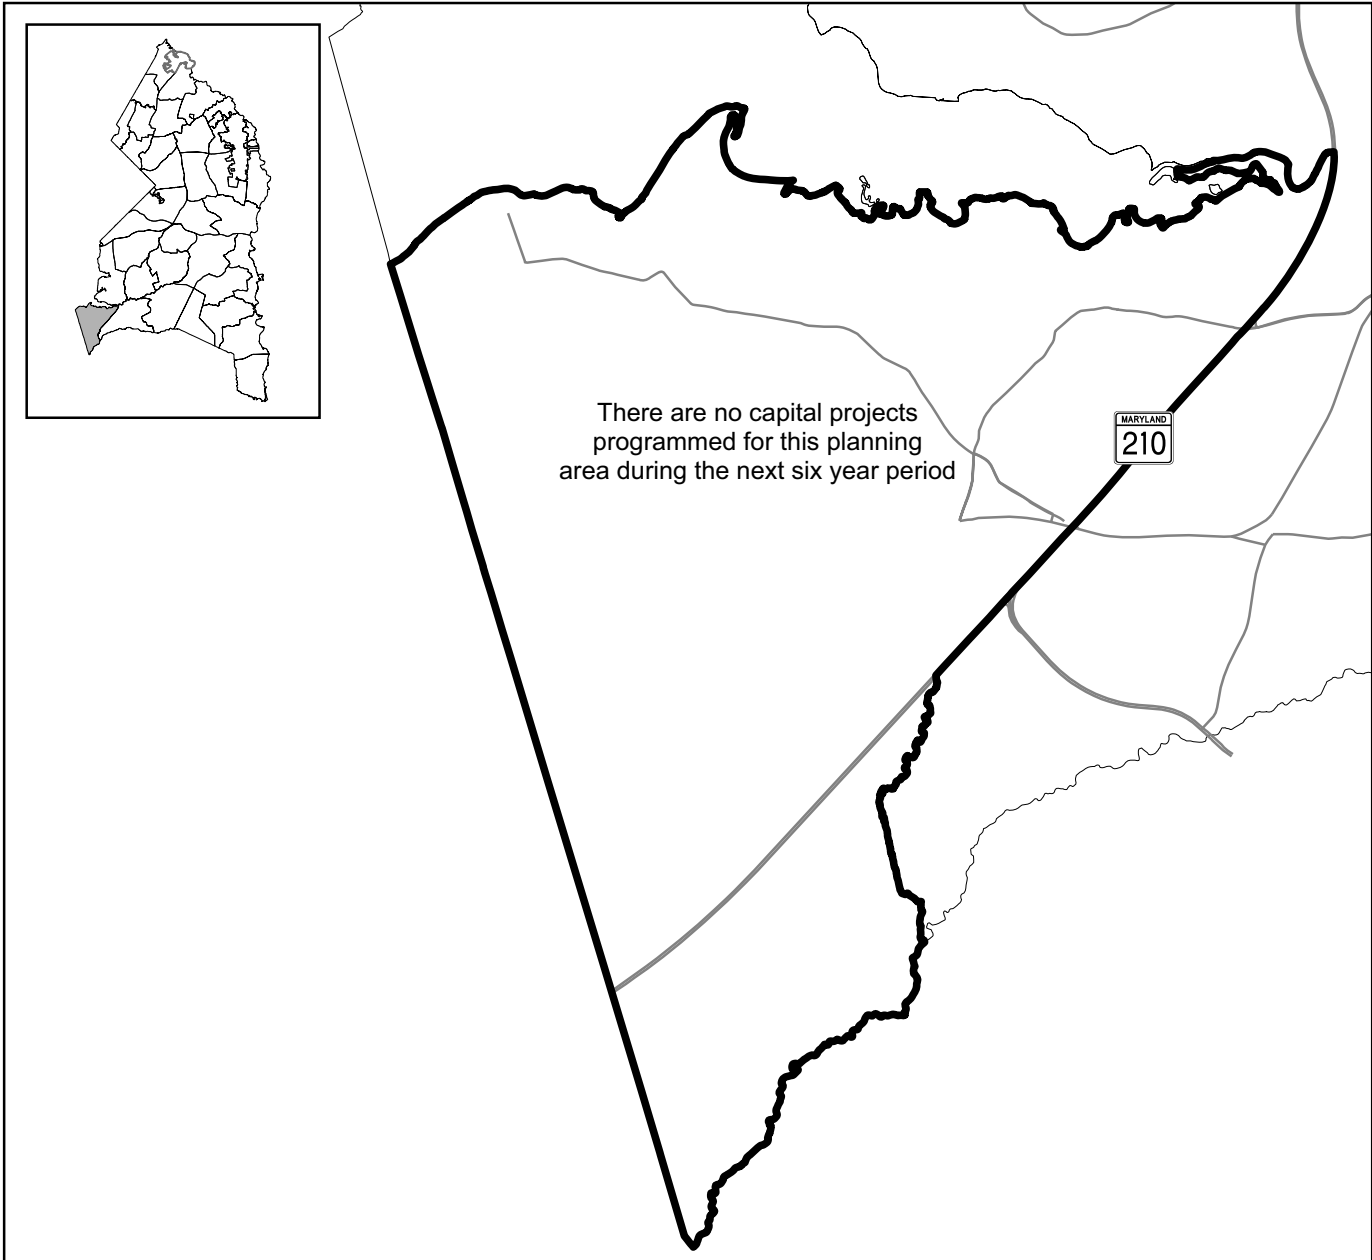 There are no capital projects
programmed for this planning
area during the next six year period
MARYLAND
210